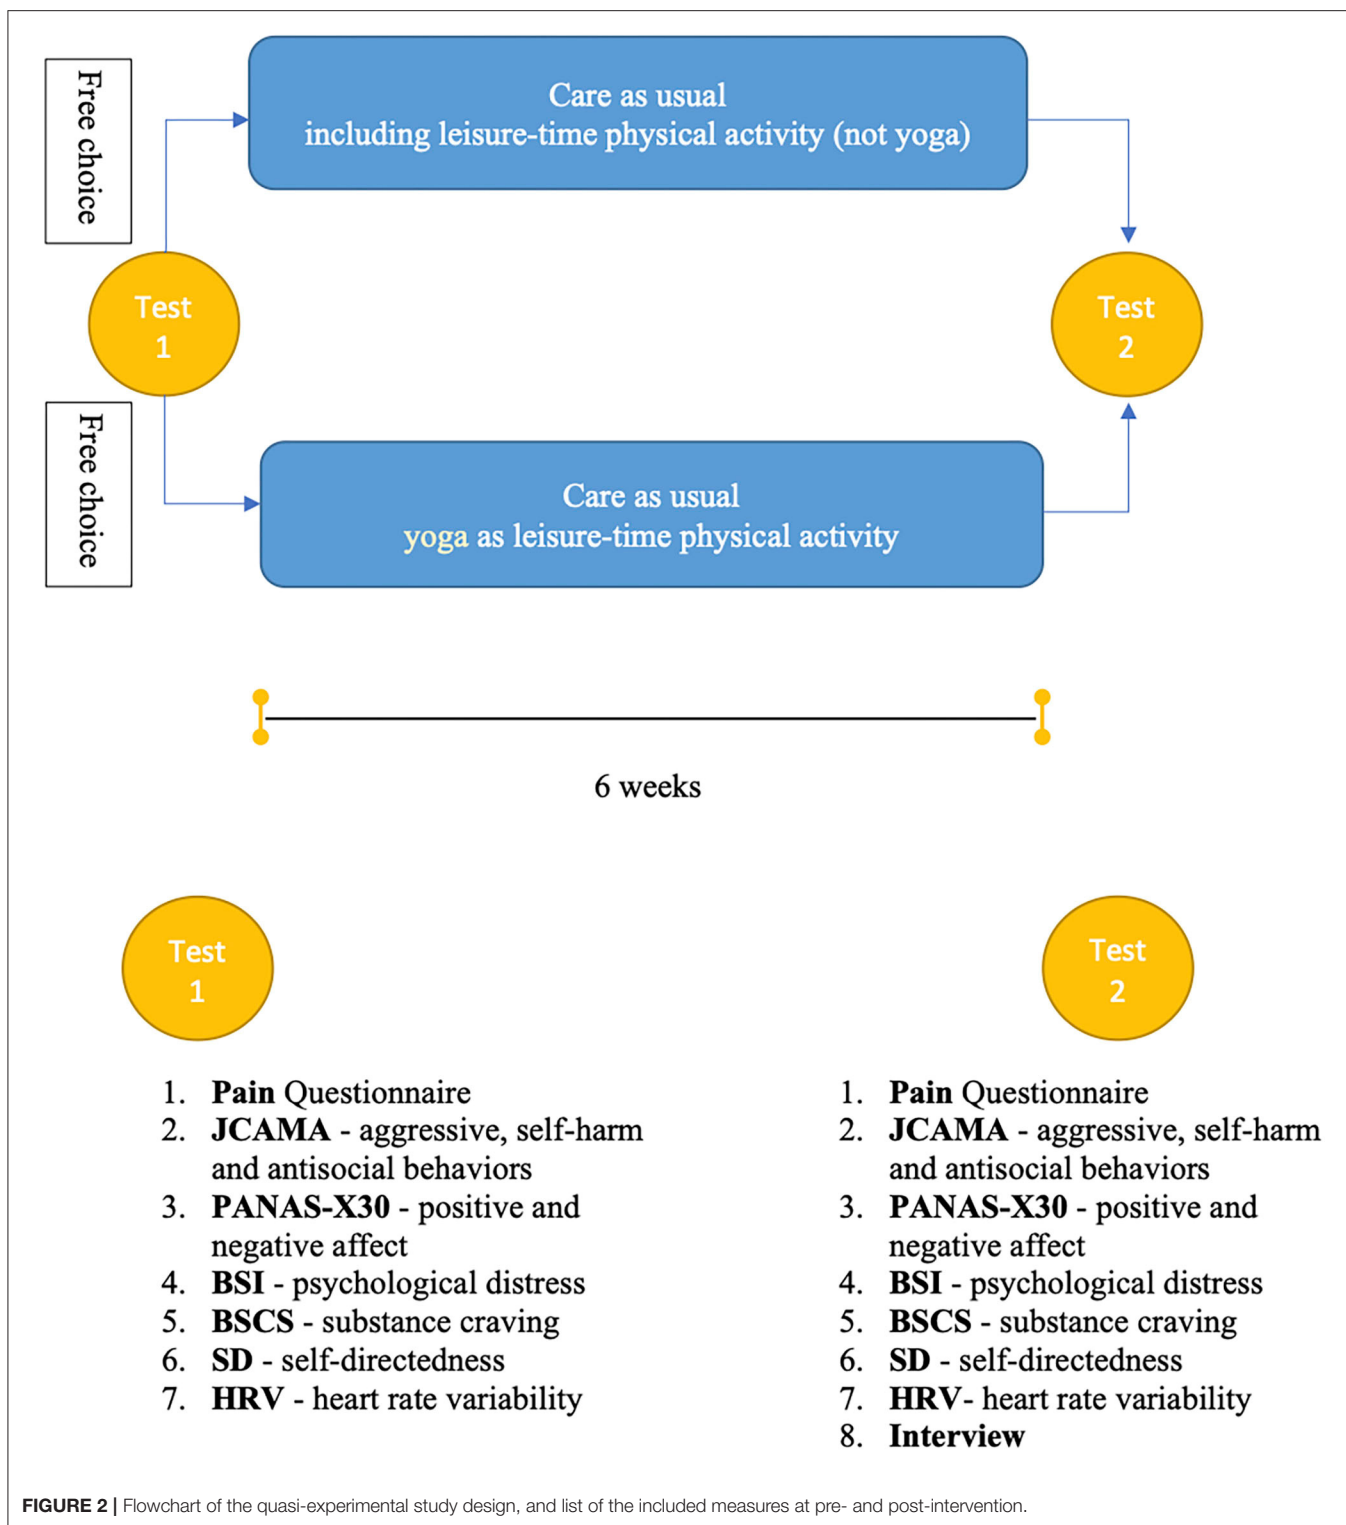 Free choice
Care as usual
including leisure-time physical activity (not yoga)
Test
1
Test
2
Free choice
Care as usual
yoga as leisure-time physical activity
6 weeks
Test
1
1. Pain Questionnaire
2. JCAMA - aggressive, self-harm
and antisocial behaviors
3. PANAS-X30 - positive and
negative affect
4. BSI - psychological distress
5. BSCS - substance craving
6. SD - self-directedness
7. HRV - heart rate variability
Test
2
1. Pain Questionnaire
2. JCAMA - aggressive, self-harm
and antisocial behaviors
3. PANAS-X30 - positive and
negative affect
4. BSI - psychological distress
5. BSCS - substance craving
6. SD - self-directedness
7. HRV- heart rate variability
8. Interview
FIGURE 2 | Flowchart of the quasi-experimental study design, and list of the included measures at pre- and post-intervention.